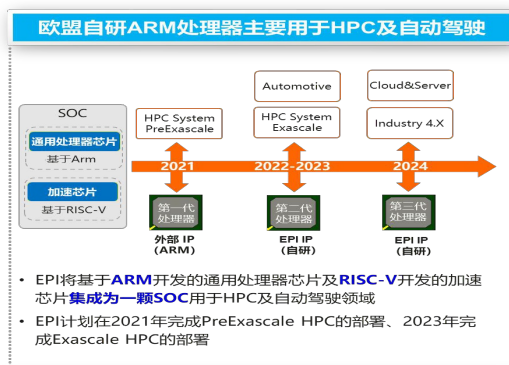 欧盟自研ARM处理器主要用于HPC及自动驾驶
Automotive
Cloud&Server
SOC
通用处理器芯片
基于Arm
加速芯片
基于RISC-V
HPC System
PreExascale
HPC System
Exascale
Industry 4.X
2021
2022-2023
2024
第一代
处理器
第二代
处理器
第三代
处理器
外部 IP
(ARM)
EPI IP
(自研)
EPI IP
(自研)
• EPI将基于ARM开发的通用处理器芯片及RISC-V开发的加速
芯片集成为一颗SOC用于HPC及自动驾驶领域
• EPI计划在2021年完成PreExascale HPC的部署、2023年完
成Exascale HPC的部署